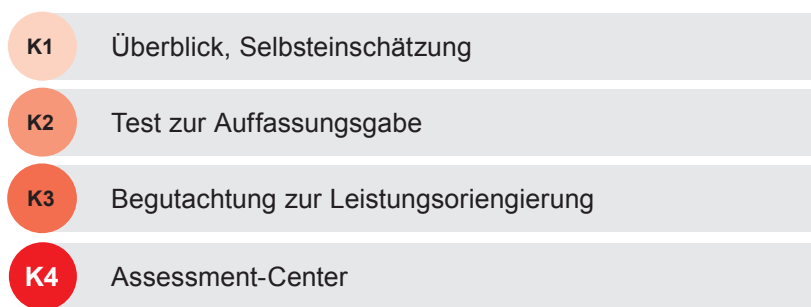 K1 Überblick, Selbsteinschätzung
K2 Test zur Auffassungsgabe
K3 Begutachtung zur Leistungsoriengierung
K4 Assessment-Center